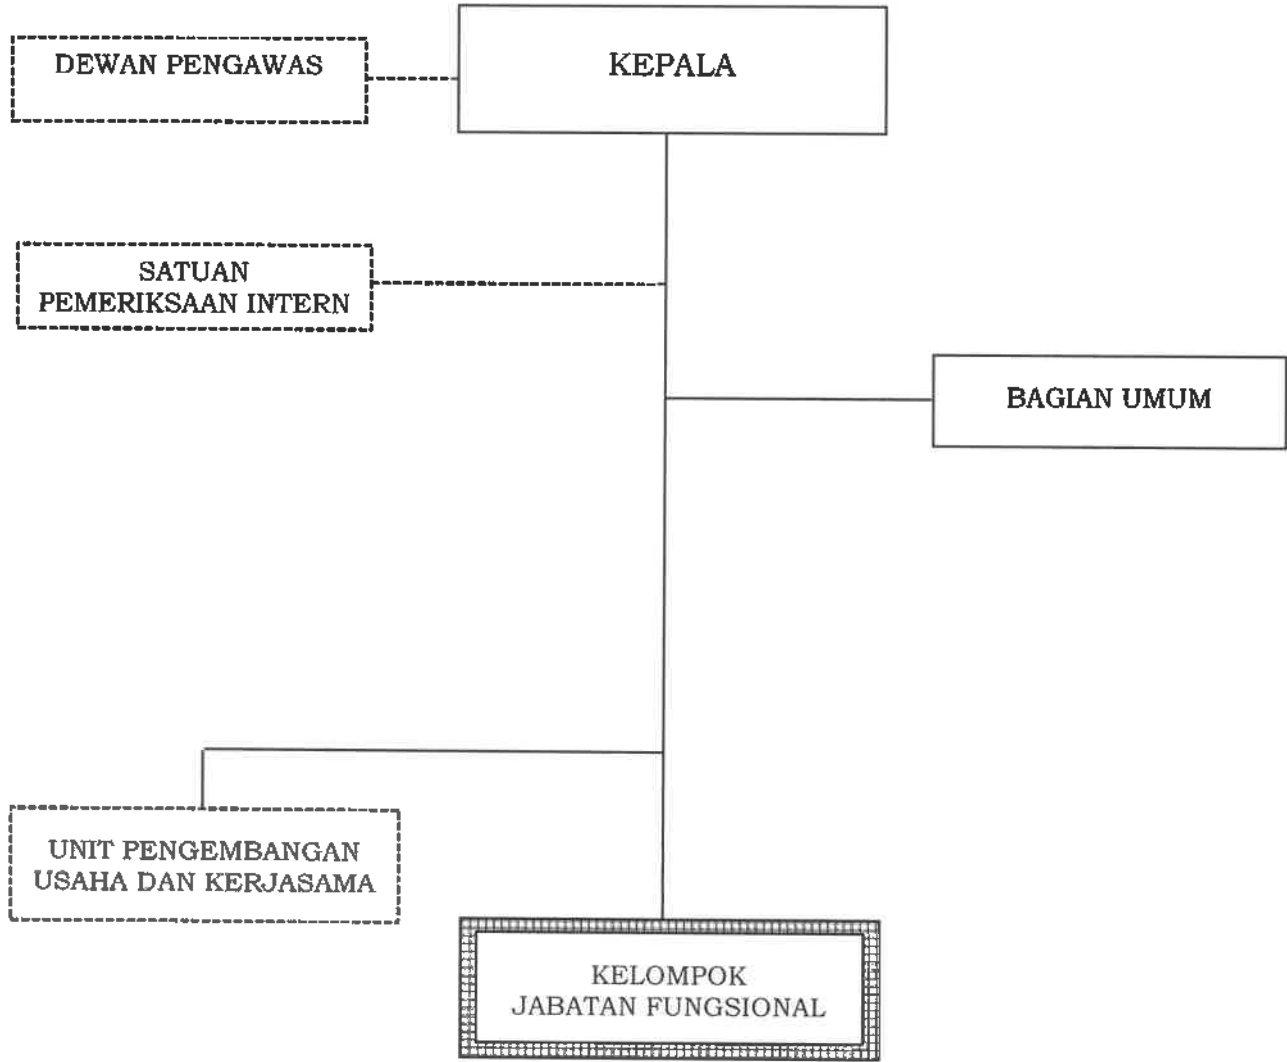 DEWAN PENGAWAS
KEPALA
SATUAN
PEMERIKSAAN INTERN
BAGIAN UMUM
UNIT PENGEMBANGAN
USAHA DAN KERJASAMA
KELOMPOK
JABATAN FUNGSIONAL